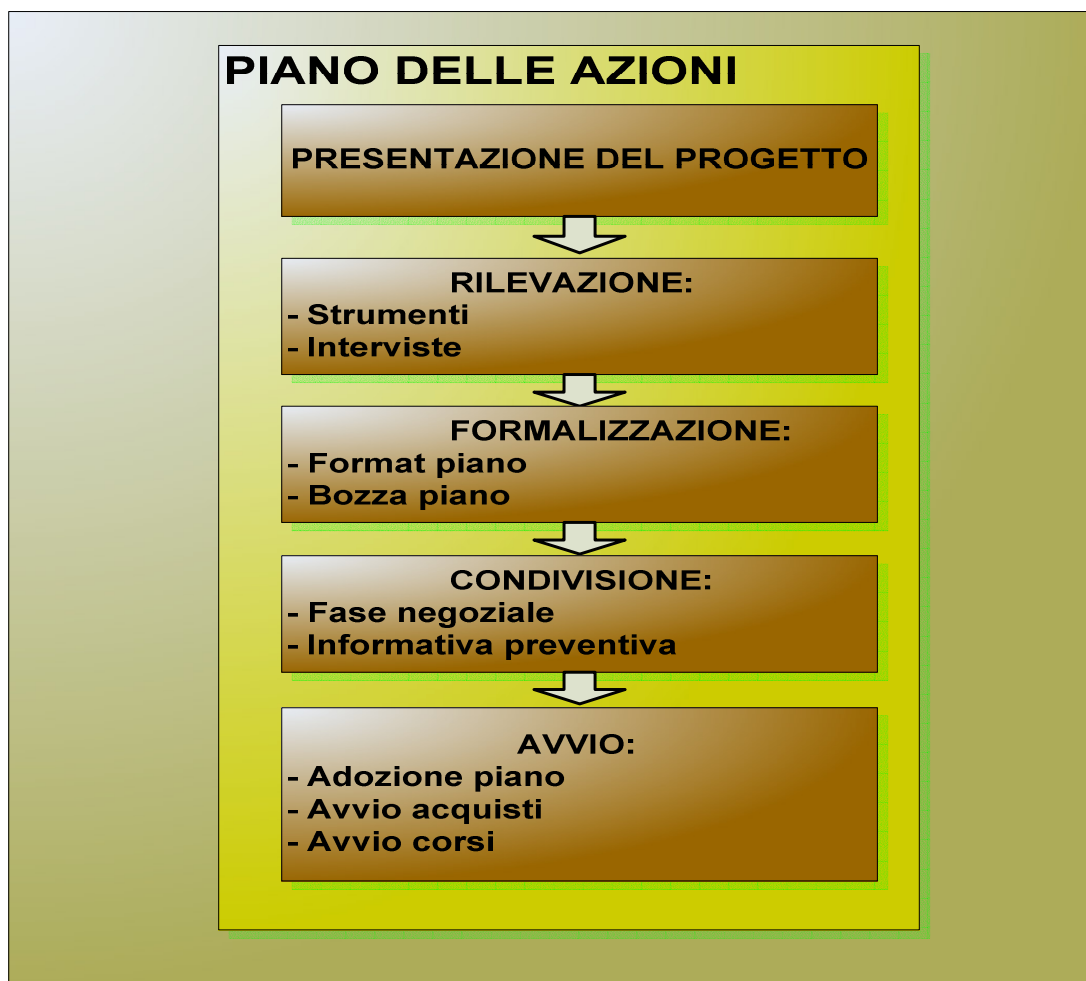 PIANO DELLE AZIONI
PRESENTAZIONE DEL PROGETTO
RILEVAZIONE:
- Strumenti
- Interviste
FORMALIZZAZIONE:
- Format piano
- Bozza piano
CONDIVISIONE:
- Fase negoziale
- Informativa preventiva
AVVIO:
- Adozione piano
- Avvio acquisti
- Avvio corsi